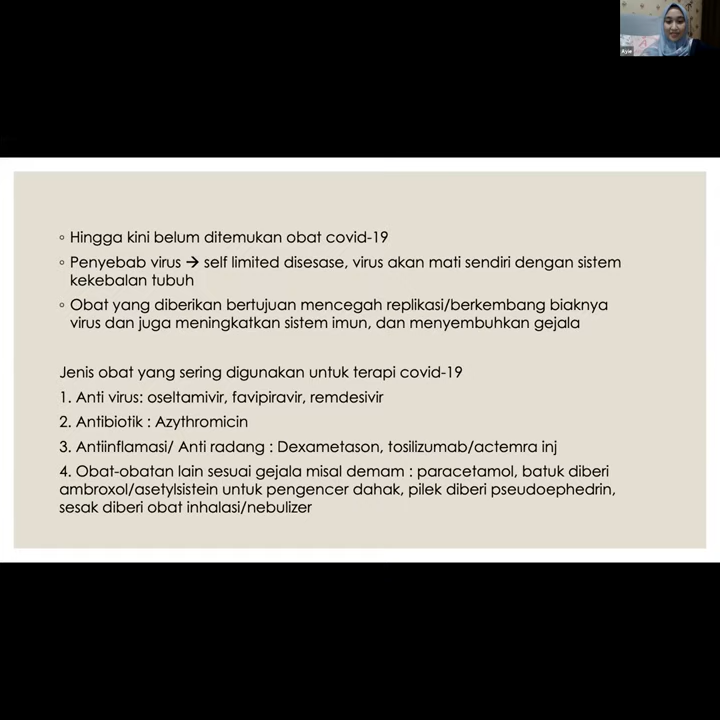 Ayie
◦ Hingga kini belum ditemukan obat covid-19
◦ Penyebab virus → self limited disesase, virus akan mati sendiri dengan sistem
kekebalan tubuh
◦ Obat yang diberikan bertujuan mencegah replikasi/berkembang biaknya
virus dan juga meningkatkan sistem imun, dan menyembuhkan gejala
Jenis obat yang sering digunakan untuk terapi covid-19
1. Anti virus: oseltamivir, favipiravir, remdesivir
2. Antibiotik : Azythromicin
3. Antiinflamasi/ Anti radang : Dexametason, tosilizumab/actemra inj
4. Obat-obatan lain sesuai gejala misal demam : paracetamol, batuk diberi
ambroxol/asetylsistein untuk pengencer dahak, pilek diberi pseudoephedrin,
sesak diberi obat inhalasi/nebulizer